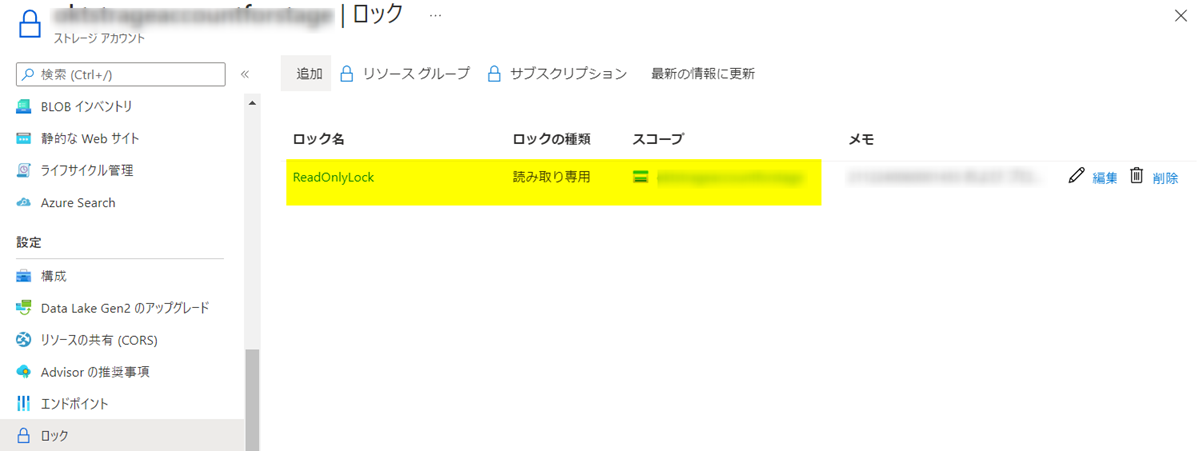 | ロック ...
ストレージ アカウント
検索 (Ctrl+/) «
追加 リソース グループ サブスクリプション 最新の情報に更新
BLOB インベントリ
静的な Web サイト
ライフサイクル管理
Azure Search
設定
構成
Data Lake Gen2 のアップグレード
リソースの共有 (CORS)
Advisor の推奨事項
エンドポイント
ロック
ロック名 ロックの種類 スコープ メモ
ReadOnlyLock 読み取り専用 編集 削除